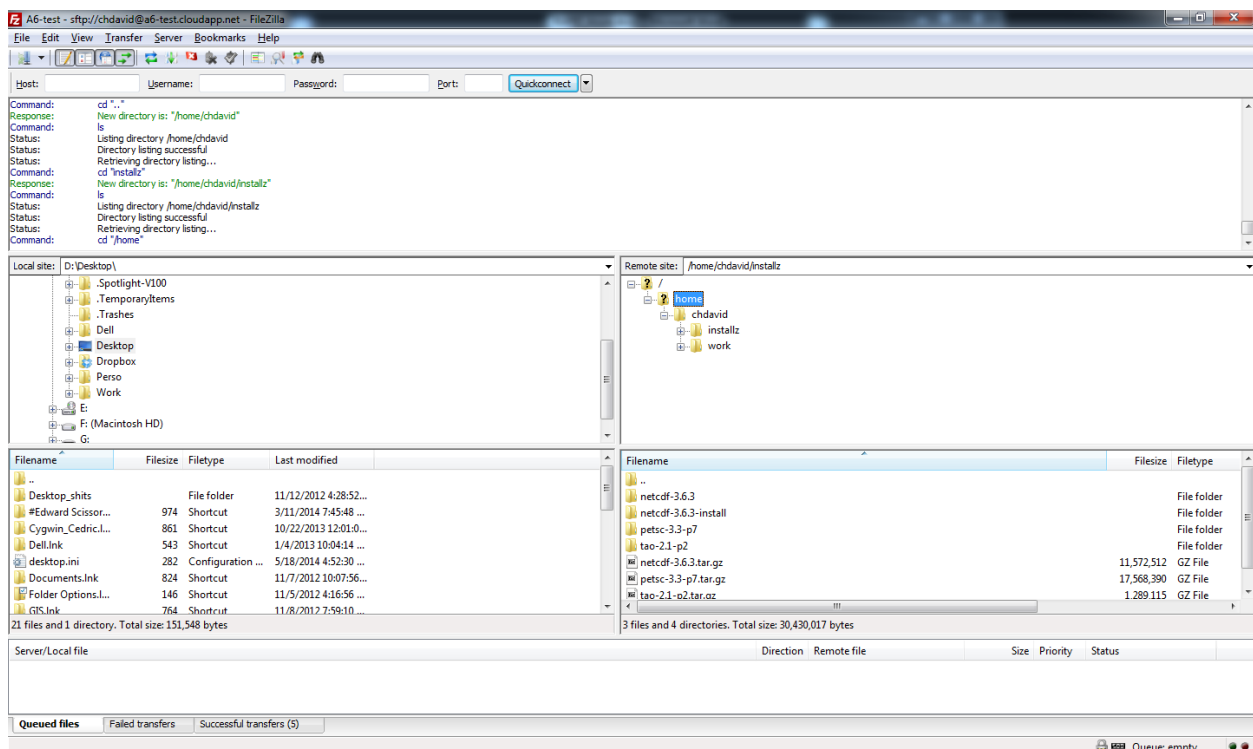 A6-test - sftp://chdavid@a6-test.cloudapp.net - FileZilla
File Edit View Transfer Server Bookmarks Help
Host: Username: Password: Port: Quickconnect
Command: cd ".."
Response: New directory is: "/home/chdavid"
Command: ls
Status: Listing directory /home/chdavid
Status: Directory listing successful
Status: Retrieving directory listing...
Command: cd "installz"
Response: New directory is: "/home/chdavid/installz"
Command: ls
Status: Listing directory /home/chdavid/installz
Status: Directory listing successful
Status: Retrieving directory listing...
Command: cd "/home"
Local site: D:\Desktop\
.Spotlight-V100
.TemporaryItems
.Trashes
Dell
Desktop
Dropbox
Perso
Work
E:
F: (Macintosh HD)
G:
Remote site: /home/chdavid/installz
? /
? home
chdavid
installz
work
Filename Filesize Filetype Last modified
..
Desktop_shits File folder 11/12/2012 4:28:52...
#Edward Scissor... 974 Shortcut 3/11/2014 7:45:48 ...
Cygwin_Cedric.l... 861 Shortcut 10/22/2013 12:01:0...
Dell.lnk 543 Shortcut 1/4/2013 10:04:14 ...
desktop.ini 282 Configuration ... 5/18/2014 4:52:30 ...
Documents.lnk 824 Shortcut 11/7/2012 10:07:56...
Folder Options.l... 146 Shortcut 11/5/2012 4:16:56 ...
GIS.lnk 764 Shortcut 11/8/2012 7:59:10 ...
21 files and 1 directory. Total size: 151,548 bytes
Filename Filesize Filetype
..
netcdf-3.6.3 File folder
netcdf-3.6.3-install File folder
petsc-3.3-p7 File folder
tao-2.1-p2 File folder
netcdf-3.6.3.tar.gz 11,572,512 GZ File
petsc-3.3-p7.tar.gz 17,568,390 GZ File
tao-2.1-p2.tar.gz 1,289,115 GZ File
3 files and 4 directories. Total size: 30,430,017 bytes
Server/Local file Direction Remote file Size Priority Status
Queued files Failed transfers Successful transfers (5)
Queue: empty